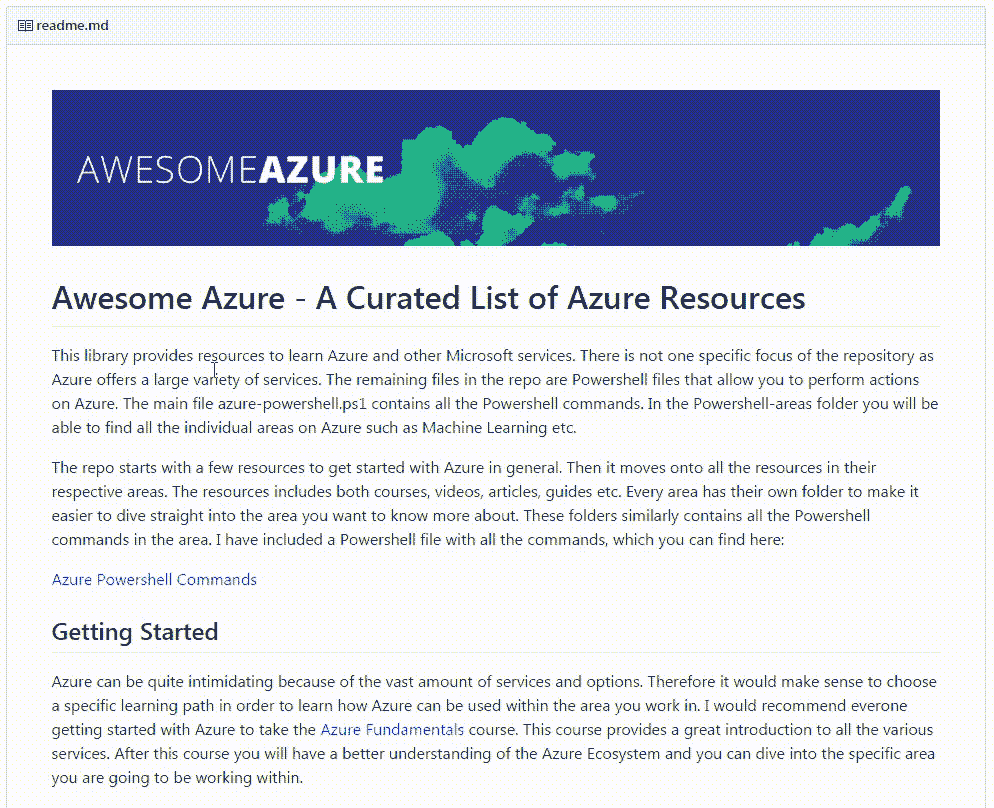 readme.md
AWESOMEAZURE
Awesome Azure - A Curated List of Azure Resources
This library provides resources to learn Azure and other Microsoft services. There is not one specific focus of the repository as
Azure offers a large variety of services. The remaining files in the repo are Powershell files that allow you to perform actions
on Azure. The main file azure-powershell.ps1 contains all the Powershell commands. In the Powershell-areas folder you will be
able to find all the individual areas on Azure such as Machine Learning etc.
The repo starts with a few resources to get started with Azure in general. Then it moves onto all the resources in their
respective areas. The resources includes both courses, videos, articles, guides etc. Every area has their own folder to make it
easier to dive straight into the area you want to know more about. These folders similarly contains all the Powershell
commands in the area. I have included a Powershell file with all the commands, which you can find here:
Azure Powershell Commands
Getting Started
Azure can be quite intimidating because of the vast amount of services and options. Therefore it would make sense to choose
a specific learning path in order to learn how Azure can be used within the area you work in. I would recommend everone
getting started with Azure to take the Azure Fundamentals course. This course provides a great introduction to all the various
services. After this course you will have a better understanding of the Azure Ecosystem and you can dive into the specific area
you are going to be working within.